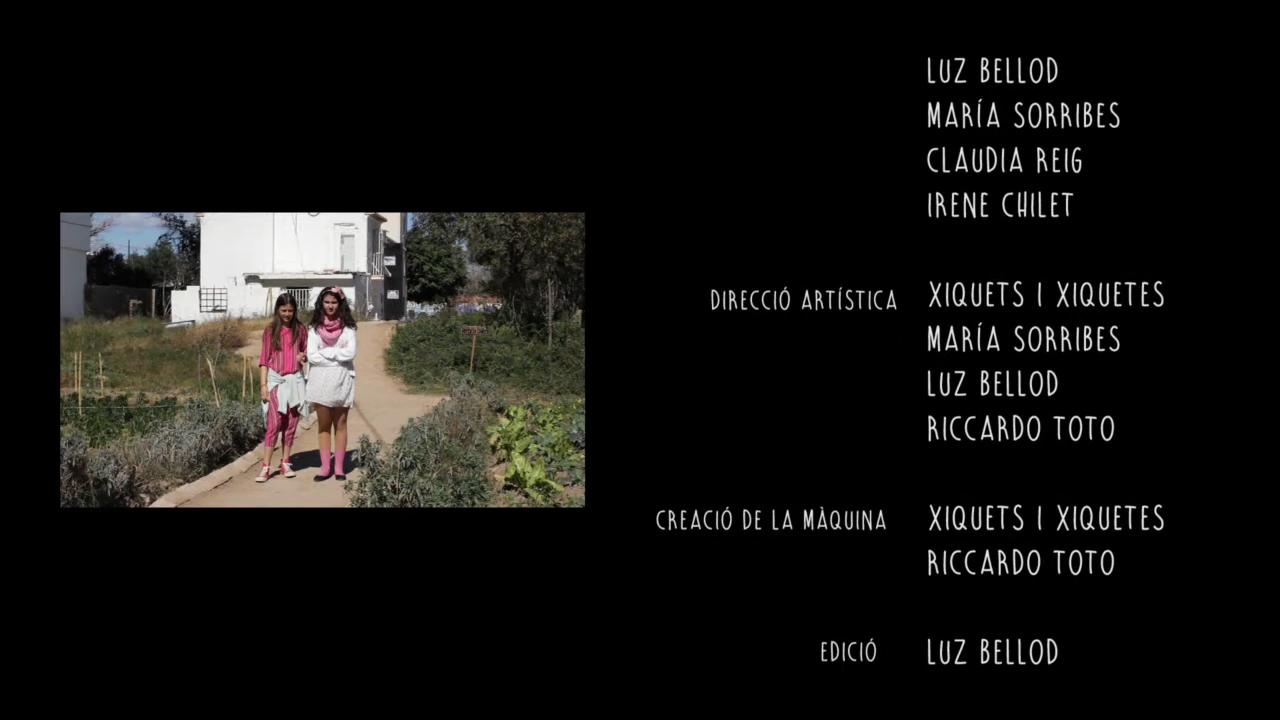 LUZ BELLOD
MARÍA SORRIBES
CLAUDIA REIG
IRENE CHILET
DIRECCIÓ ARTÍSTICA XIQUETS I XIQUETES
MARÍA SORRIBES
LUZ BELLOD
RICCARDO TOTO
CREACIÓ DE LA MÀQUINA XIQUETS I XIQUETES
RICCARDO TOTO
EDICIÓ LUZ BELLOD